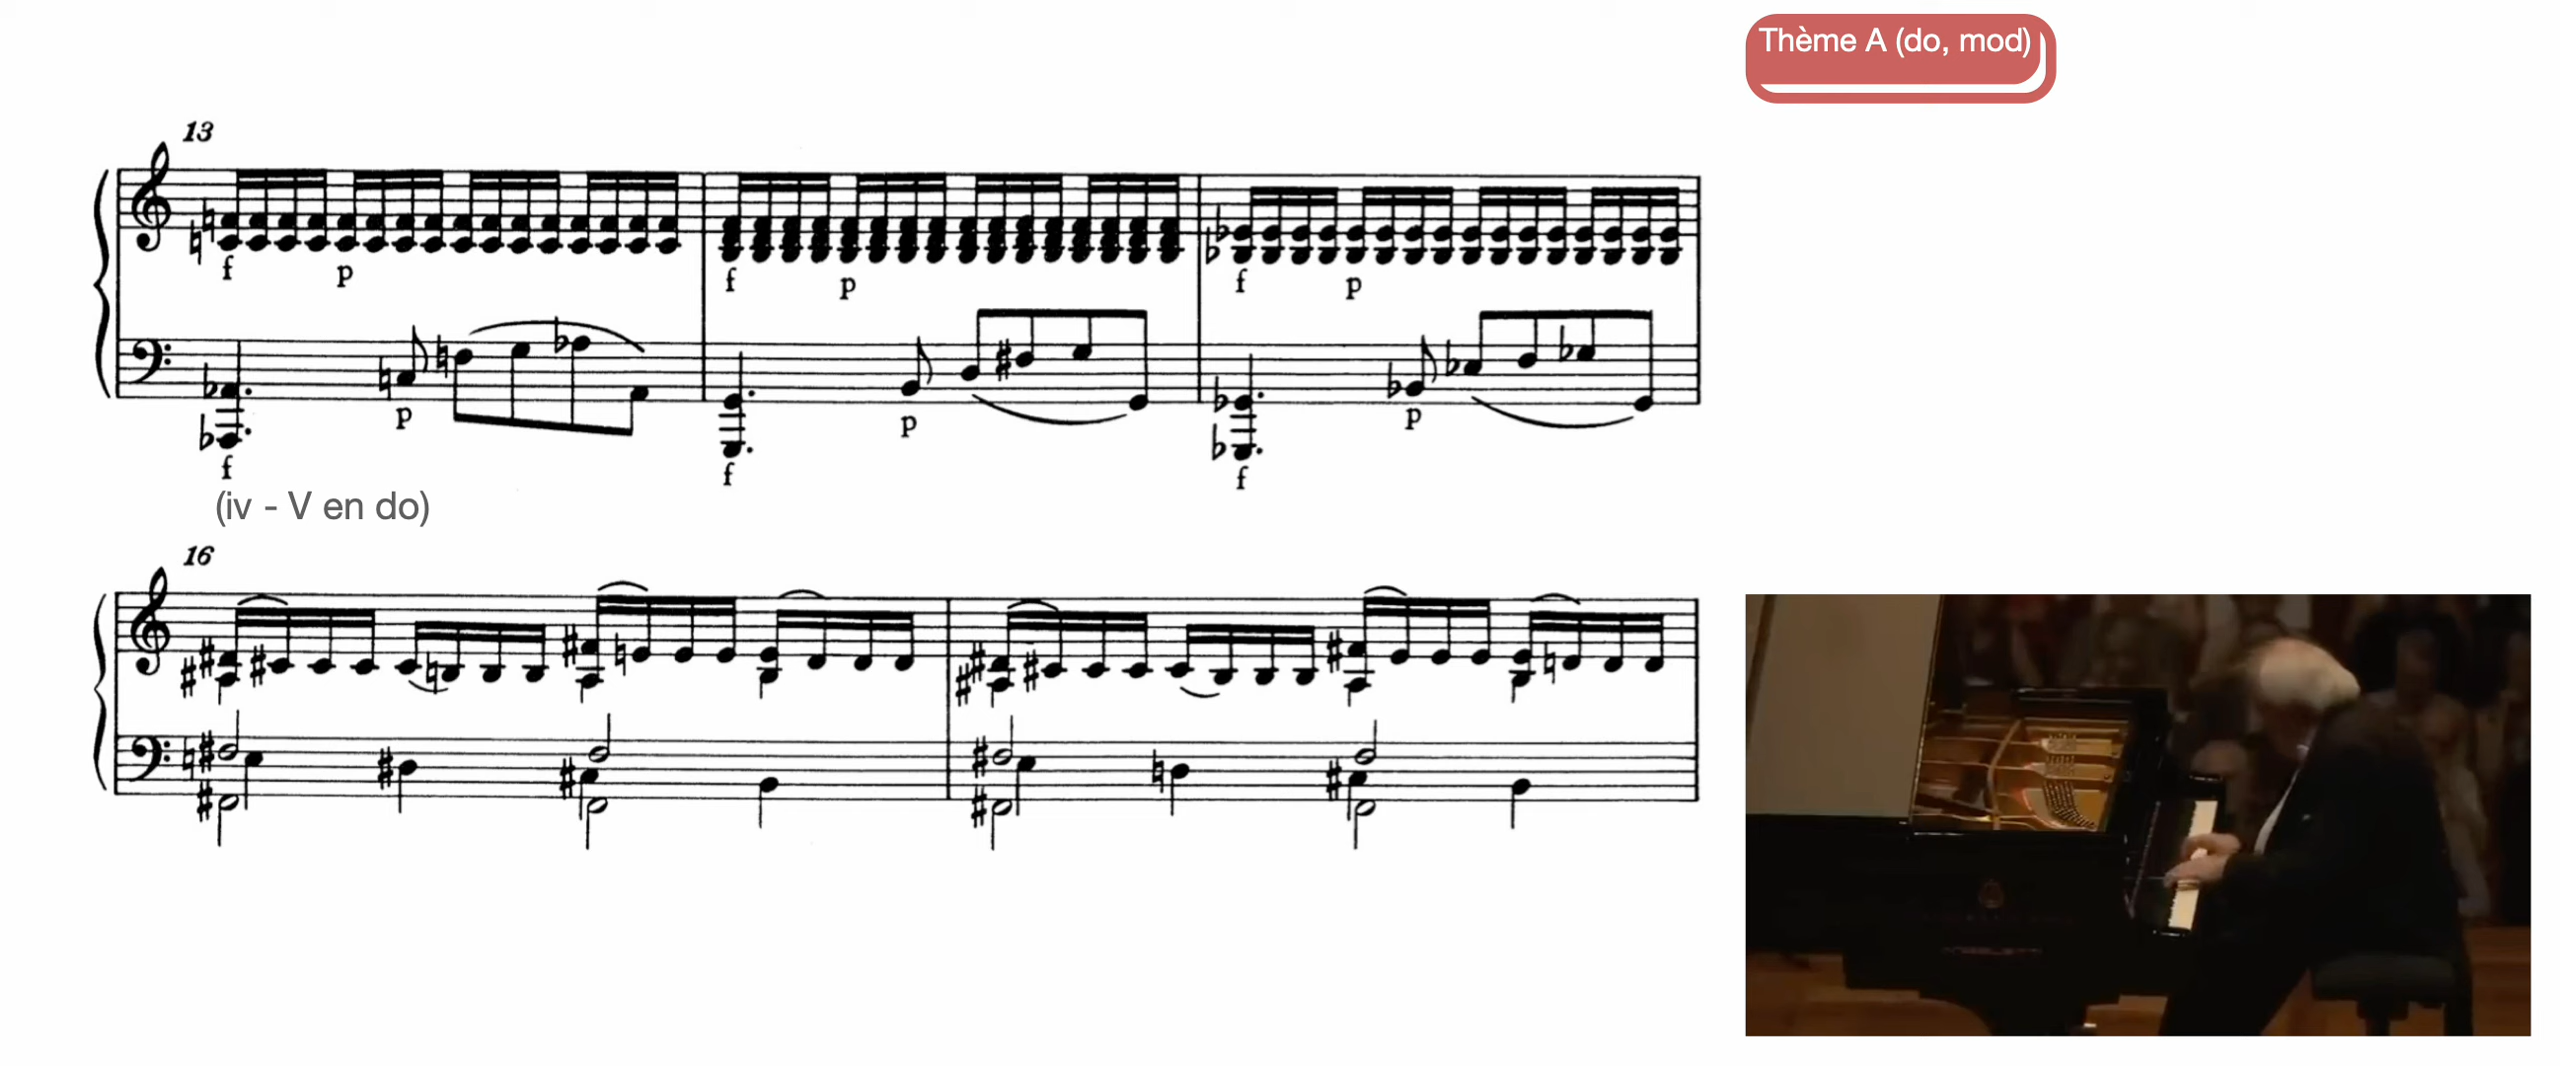 Thème A (do, mod)
13
f p f p f p
p p p
f f f
(iv - V en do)
16